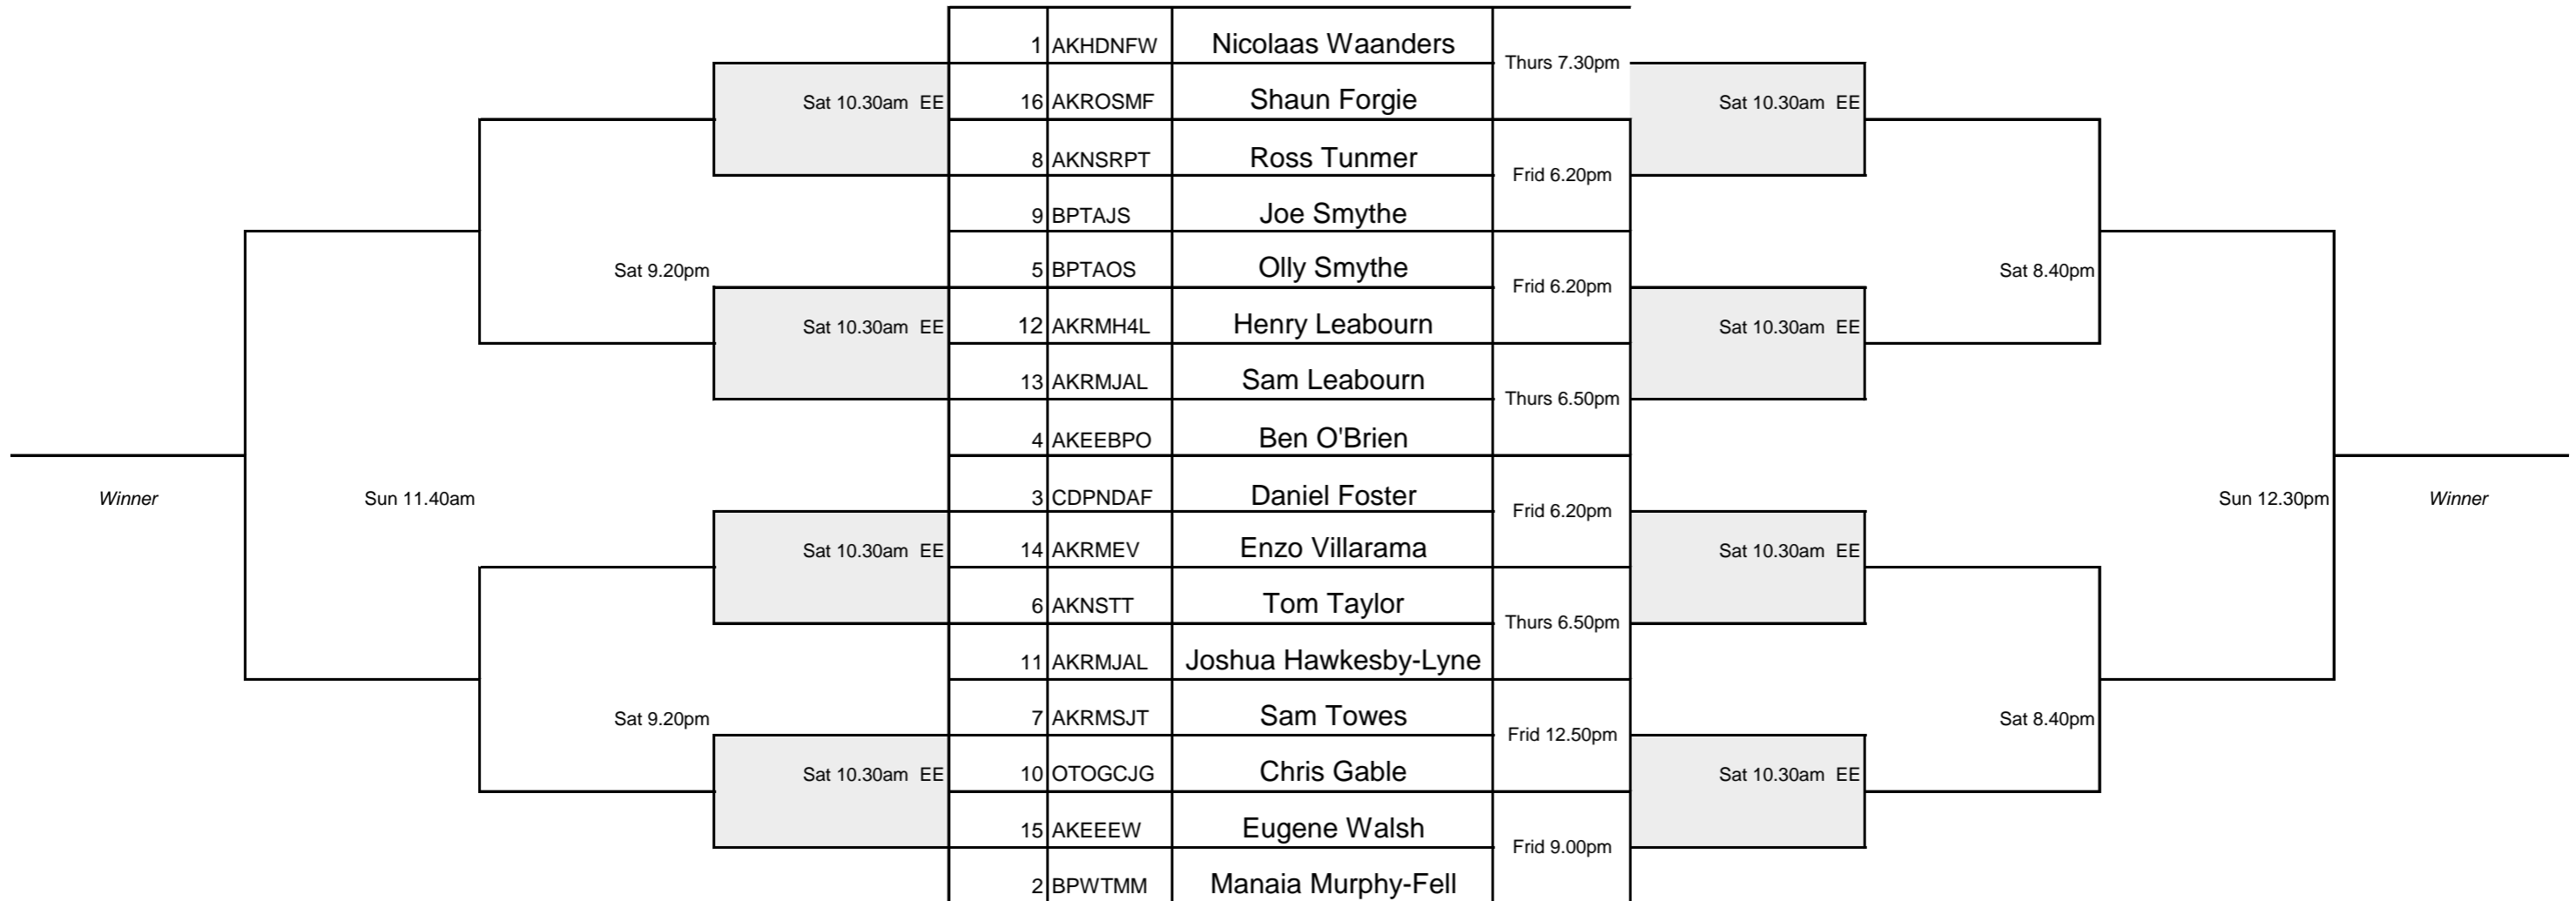 1 AKHDNFW Nicolaas Waanders
Thurs 7.30pm
Sat 10.30am EE 16 AKROSMF Shaun Forgie Sat 10.30am EE
8 AKNSRPT Ross Tunmer
Frid 6.20pm
9 BPTAJS Joe Smythe
Sat 9.20pm 5 BPTAOS Olly Smythe Sat 8.40pm
Frid 6.20pm
Sat 10.30am EE 12 AKRMH4L Henry Leabourn Sat 10.30am EE
13 AKRMJAL Sam Leabourn
Thurs 6.50pm
4 AKEEBPO Ben O'Brien
Winner Sun 11.40am 3 CDPNDAF Daniel Foster Sun 12.30pm Winner
Frid 6.20pm
Sat 10.30am EE 14 AKRMEV Enzo Villarama Sat 10.30am EE
6 AKNSTT Tom Taylor
Thurs 6.50pm
11 AKRMJAL Joshua Hawkesby-Lyne
Sat 9.20pm 7 AKRMSJT Sam Towes Sat 8.40pm
Frid 12.50pm
Sat 10.30am EE 10 OTOGCJG Chris Gable Sat 10.30am EE
15 AKEEEW Eugene Walsh
Frid 9.00pm
2 BPWTMM Manaia Murphy-Fell